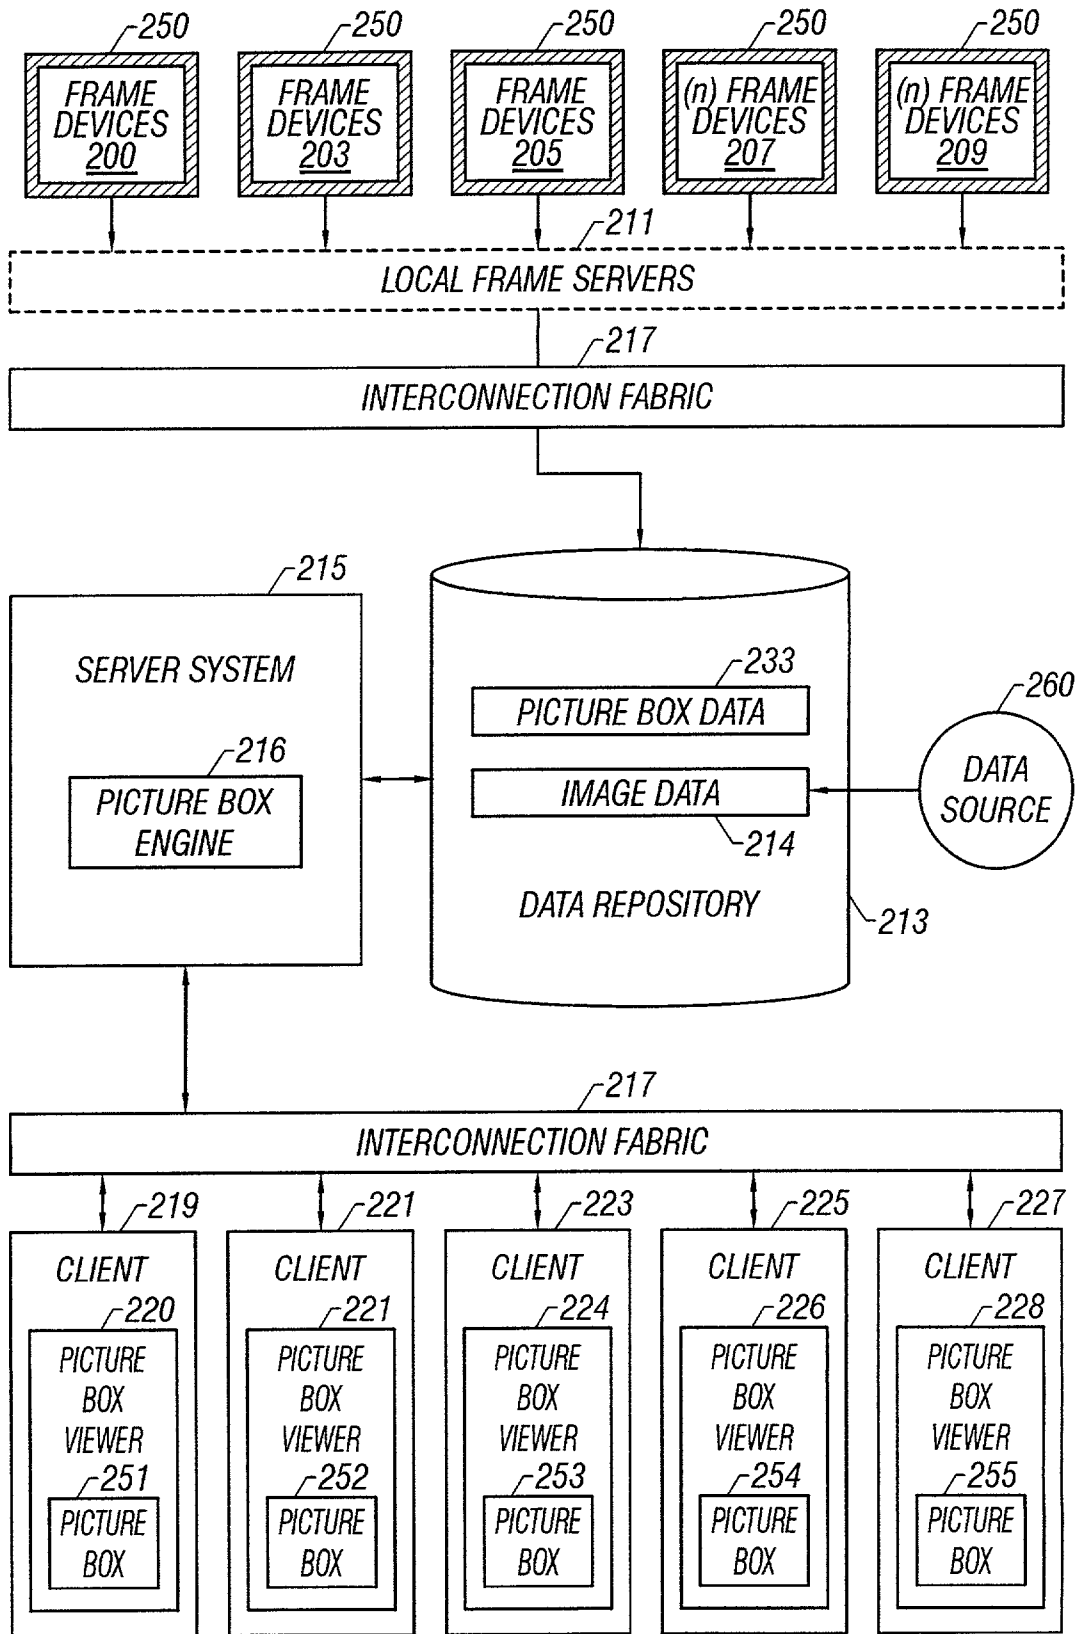 250 250 250 250 250
FRAME DEVICES 200
FRAME DEVICES 203
FRAME DEVICES 205
(n) FRAME DEVICES 207
(n) FRAME DEVICES 209
211
LOCAL FRAME SERVERS
217
INTERCONNECTION FABRIC
215
SERVER SYSTEM
216
PICTURE BOX
ENGINE
233
PICTURE BOX DATA
IMAGE DATA
214
DATA REPOSITORY
213
260
DATA
SOURCE
217
INTERCONNECTION FABRIC
219
CLIENT
220
PICTURE
BOX
VIEWER
251
PICTURE
BOX
221
CLIENT
221
PICTURE
BOX
VIEWER
252
PICTURE
BOX
223
CLIENT
224
PICTURE
BOX
VIEWER
253
PICTURE
BOX
225
CLIENT
226
PICTURE
BOX
VIEWER
254
PICTURE
BOX
227
CLIENT
228
PICTURE
BOX
VIEWER
255
PICTURE
BOX